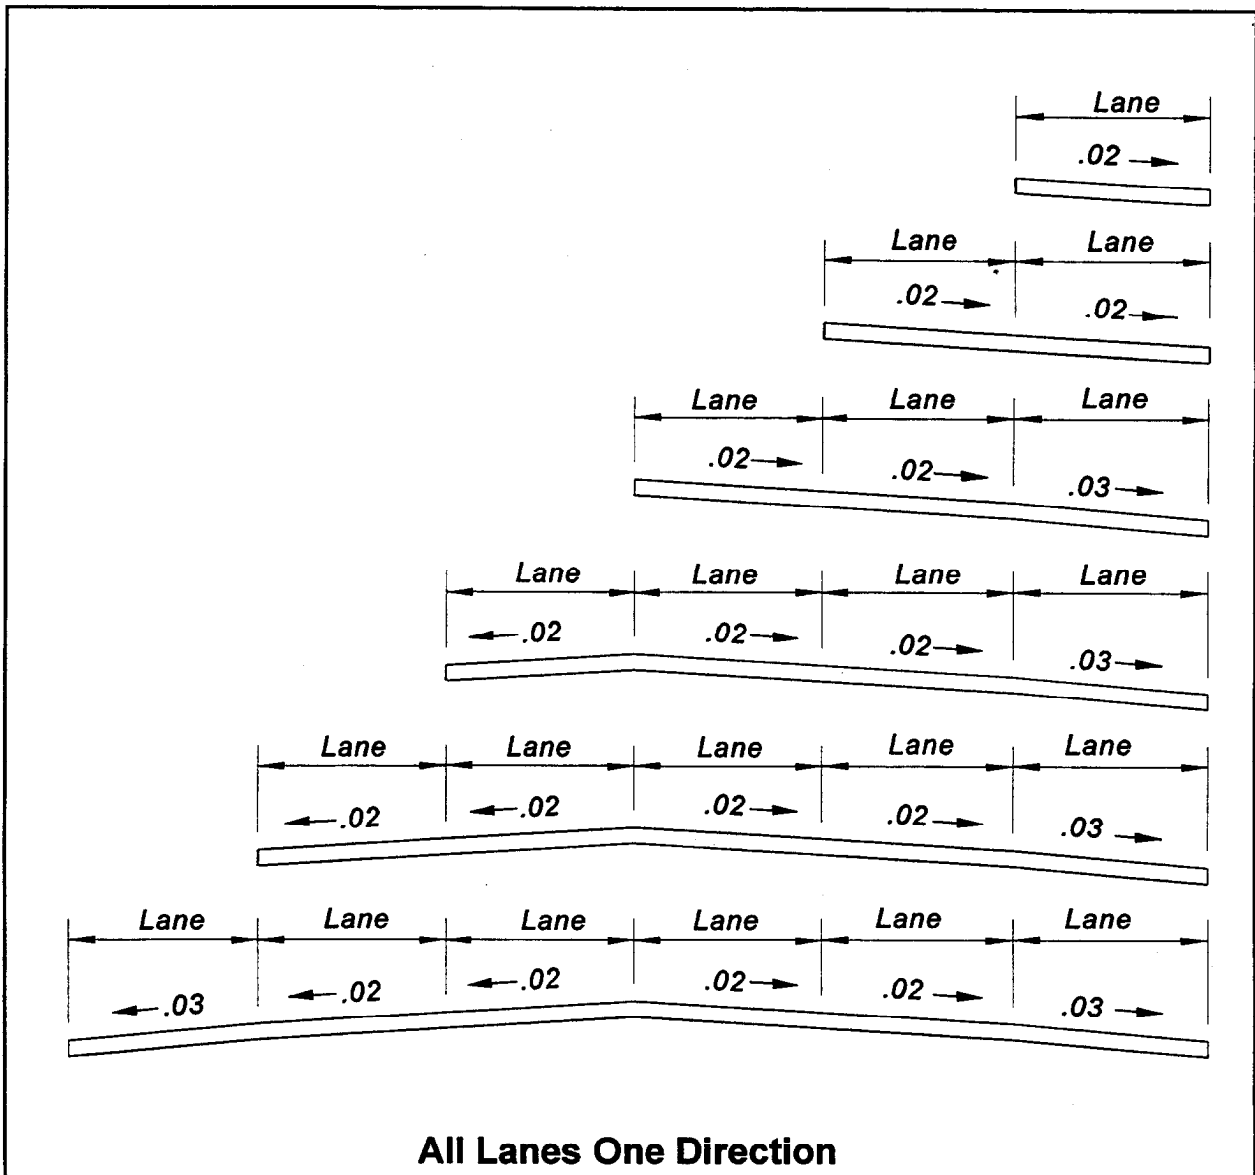 Lane
.02
Lane Lane
.02 .02
Lane Lane Lane
.02 .02 .03
Lane Lane Lane Lane
.02 .02 .02 .03
Lane Lane Lane Lane Lane
.02 .02 .02 .02 .03
Lane Lane Lane Lane Lane Lane
.03 .02 .02 .02 .02 .03
All Lanes One Direction